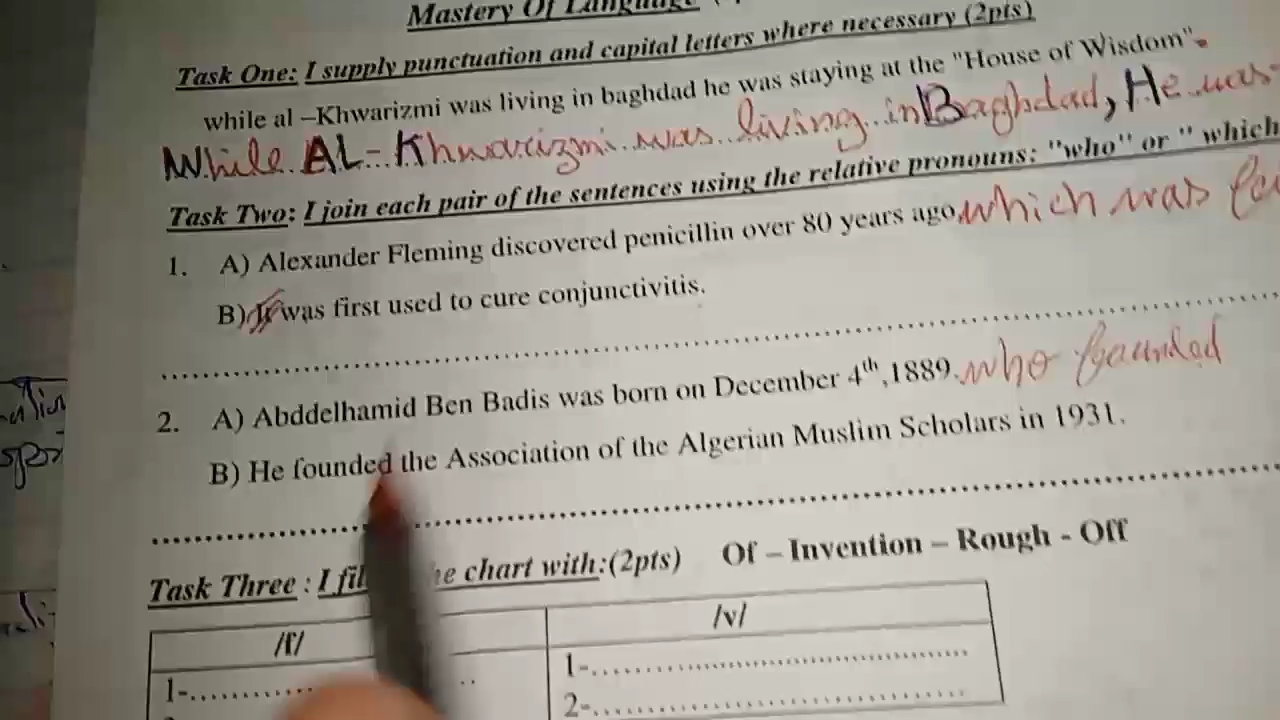 Mastery Of Language
Task One: I supply punctuation and capital letters where necessary (2pts)
while al –Khwarizmi was living in baghdad he was staying at the "House of Wisdom".
While AL-Khwarizmi was living in Baghdad, He was
Task Two: I join each pair of the sentences using the relative pronouns: "who" or " which
1. A) Alexander Fleming discovered penicillin over 80 years ago which was
B) It was first used to cure conjunctivitis.
2. A) Abddelhamid Ben Badis was born on December 4th,1889. who founded
B) He founded the Association of the Algerian Muslim Scholars in 1931.
Task Three : I fil he chart with:(2pts) Of – Invention – Rough - Off
/f/ /v/
1-.............. .. 1-..............................................
2-..............................................